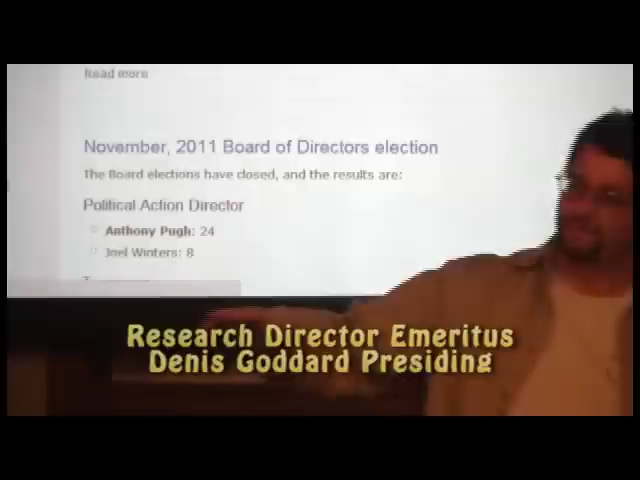 Read more
November, 2011 Board of Directors election
The Board elections have closed, and the results are:
Political Action Director
Anthony Pugh: 24
Joel Winters: 8
Research Director Emeritus
Denis Goddard Presiding